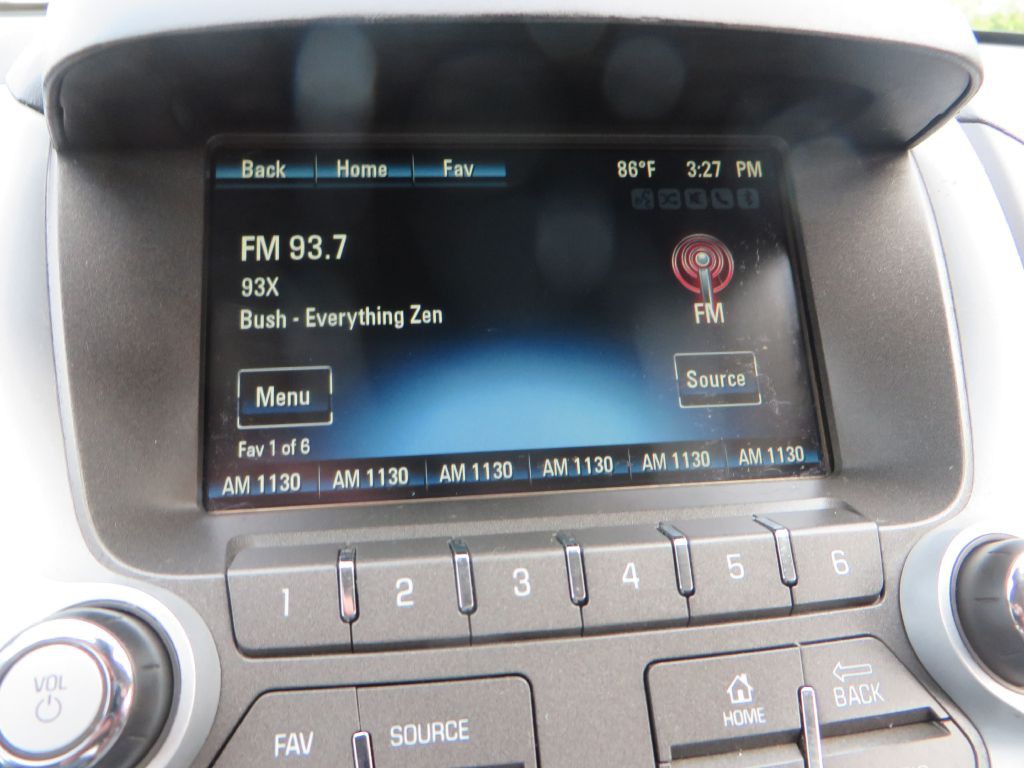 Back Home Fav 86°F 3:27 PM
FM 93.7
93X
Bush - Everything Zen
FM
Menu
Source
Fav 1 of 6
AM 1130 AM 1130 AM 1130 AM 1130 AM 1130 AM 1130
1 2 3 4 5 6
VOL
FAV SOURCE HOME BACK